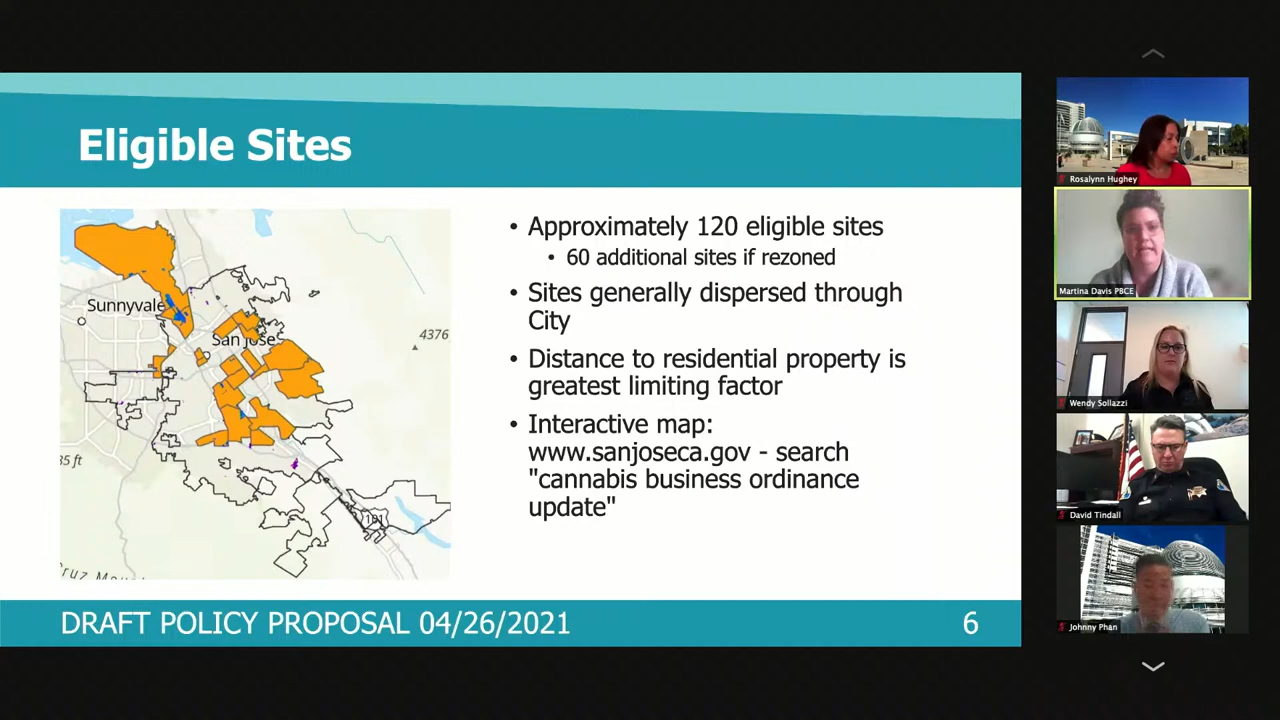 Eligible Sites
Sunnyvale
San Jose
4376
35 ft
101
• Approximately 120 eligible sites
• 60 additional sites if rezoned
• Sites generally dispersed through
City
• Distance to residential property is
greatest limiting factor
• Interactive map:
www.sanjoseca.gov - search
"cannabis business ordinance
update"
DRAFT POLICY PROPOSAL 04/26/2021
6
Rosalynn Hughey
Martina Davis PBCE
Wendy Sollazzi
David Tindall
Johnny Phan